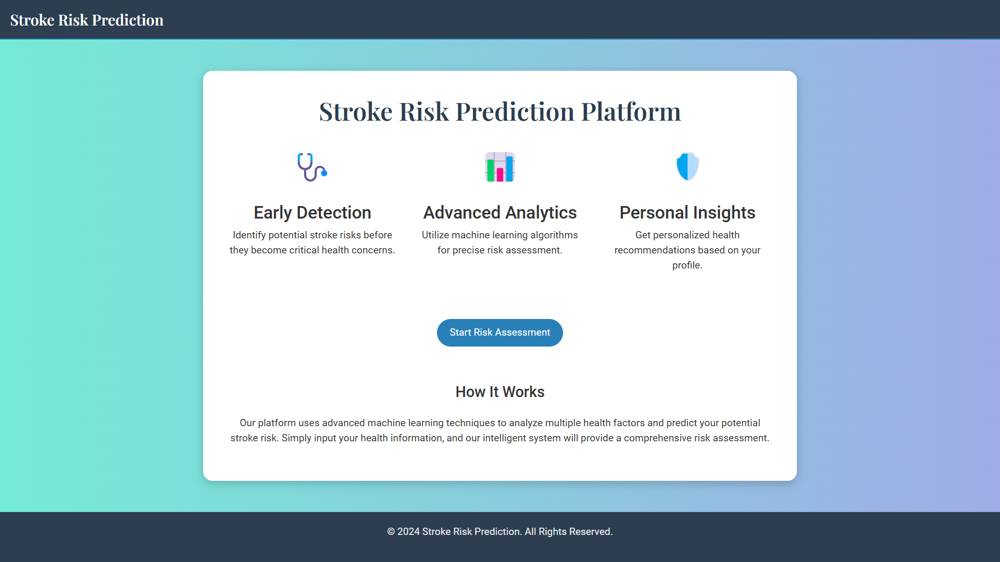 Stroke Risk Prediction
Stroke Risk Prediction Platform
Early Detection
Identify potential stroke risks before
they become critical health concerns.
Advanced Analytics
Utilize machine learning algorithms
for precise risk assessment.
Personal Insights
Get personalized health
recommendations based on your
profile.
Start Risk Assessment
How It Works
Our platform uses advanced machine learning techniques to analyze multiple health factors and predict your potential
stroke risk. Simply input your health information, and our intelligent system will provide a comprehensive risk assessment.
© 2024 Stroke Risk Prediction. All Rights Reserved.